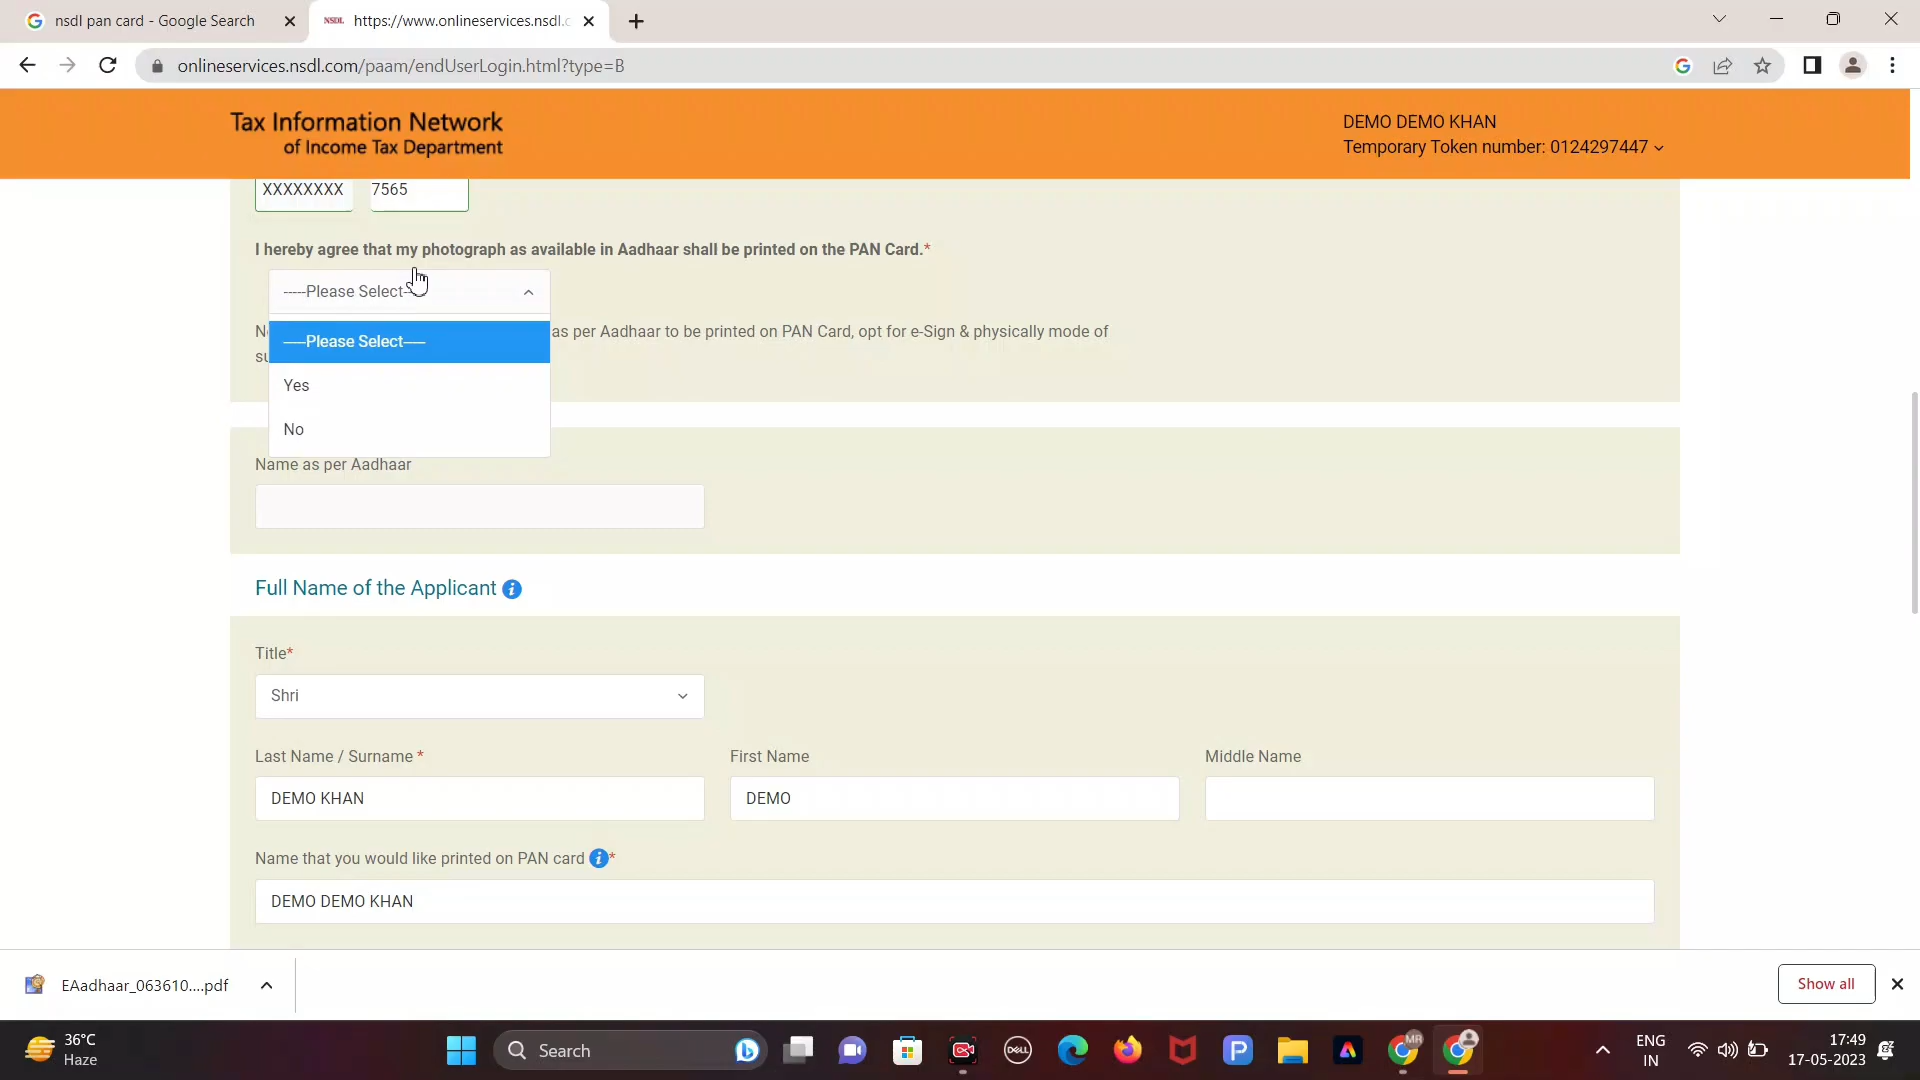 nsdl pan card - Google Search
NSDL https://www.onlineservices.nsdl.c
onlineservices.nsdl.com/paam/endUserLogin.html?type=B
Tax Information Network
of Income Tax Department
DEMO DEMO KHAN
Temporary Token number: 0124297447
XXXXXXXX 7565
I hereby agree that my photograph as available in Aadhaar shall be printed on the PAN Card.*
-----Please Select--
as per Aadhaar to be printed on PAN Card, opt for e-Sign & physically mode of
-----Please Select-----
Yes
No
Name as per Aadhaar
Full Name of the Applicant i
Title*
Shri
Last Name / Surname * First Name Middle Name
DEMO KHAN DEMO
Name that you would like printed on PAN card i*
DEMO DEMO KHAN
EAadhaar_063610....pdf
Show all
36°C
Haze
Search
DELL
P
MR
ENG
IN
17:49
17-05-2023